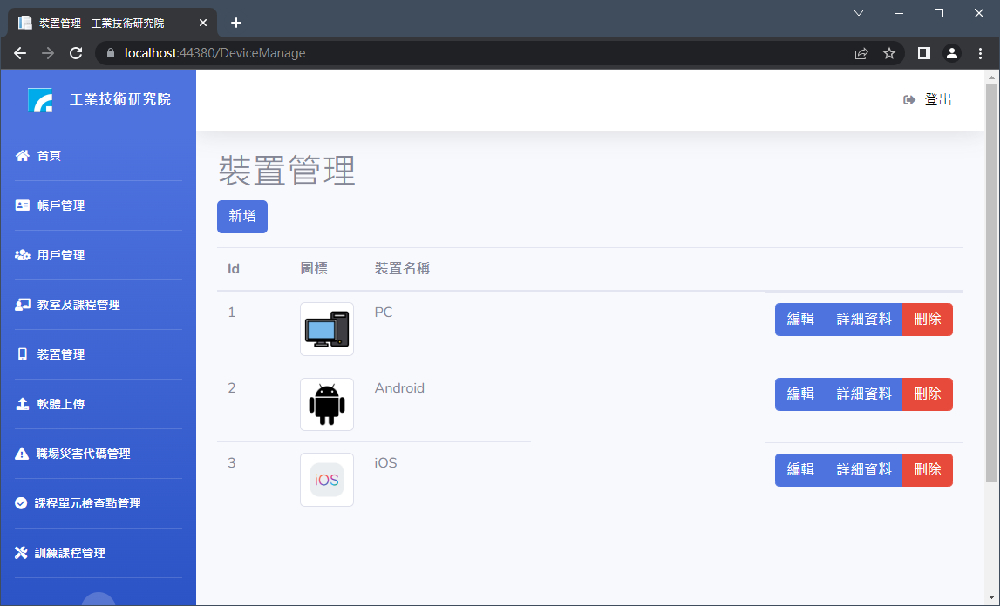 裝置管理 - 工業技術研究院
localhost:44380/DeviceManage
工業技術研究院
登出
首頁
帳戶管理
用戶管理
教室及課程管理
裝置管理
軟體上傳
職場災害代碼管理
課程單元檢查點管理
訓練課程管理
裝置管理
新增
Id 圖標 裝置名稱
1 PC 編輯 詳細資料 刪除
2 Android 編輯 詳細資料 刪除
3 iOS iOS 編輯 詳細資料 刪除